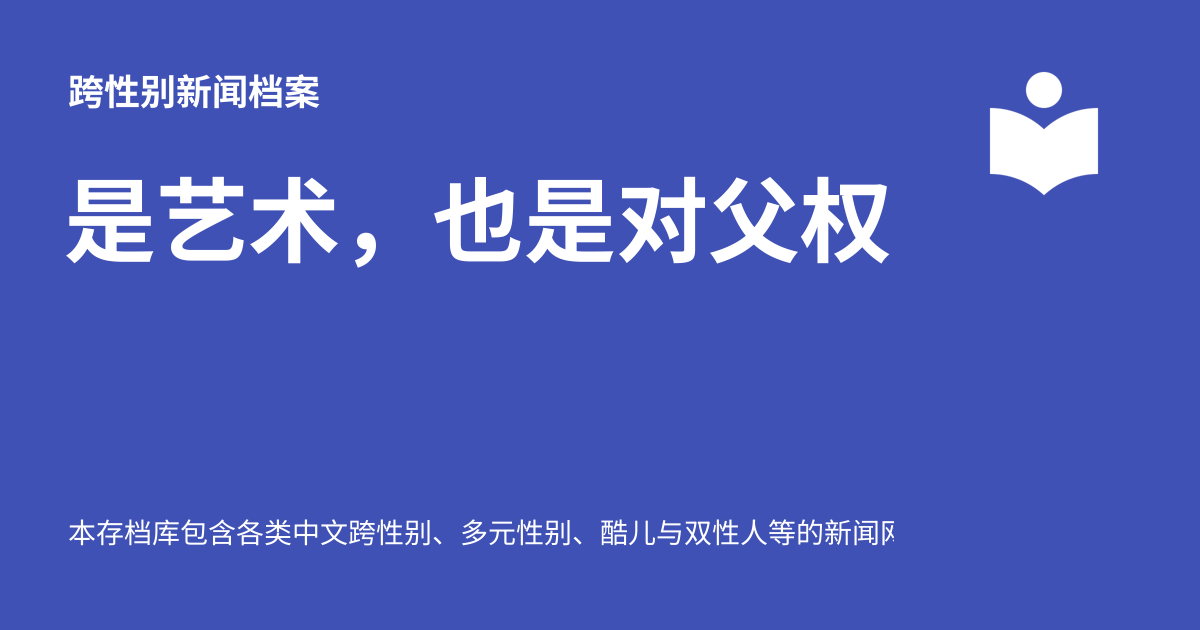 跨性别新闻档案
是艺术，也是对父权
本存档库包含各类中文跨性别、多元性别、酷儿与双性人等的新闻